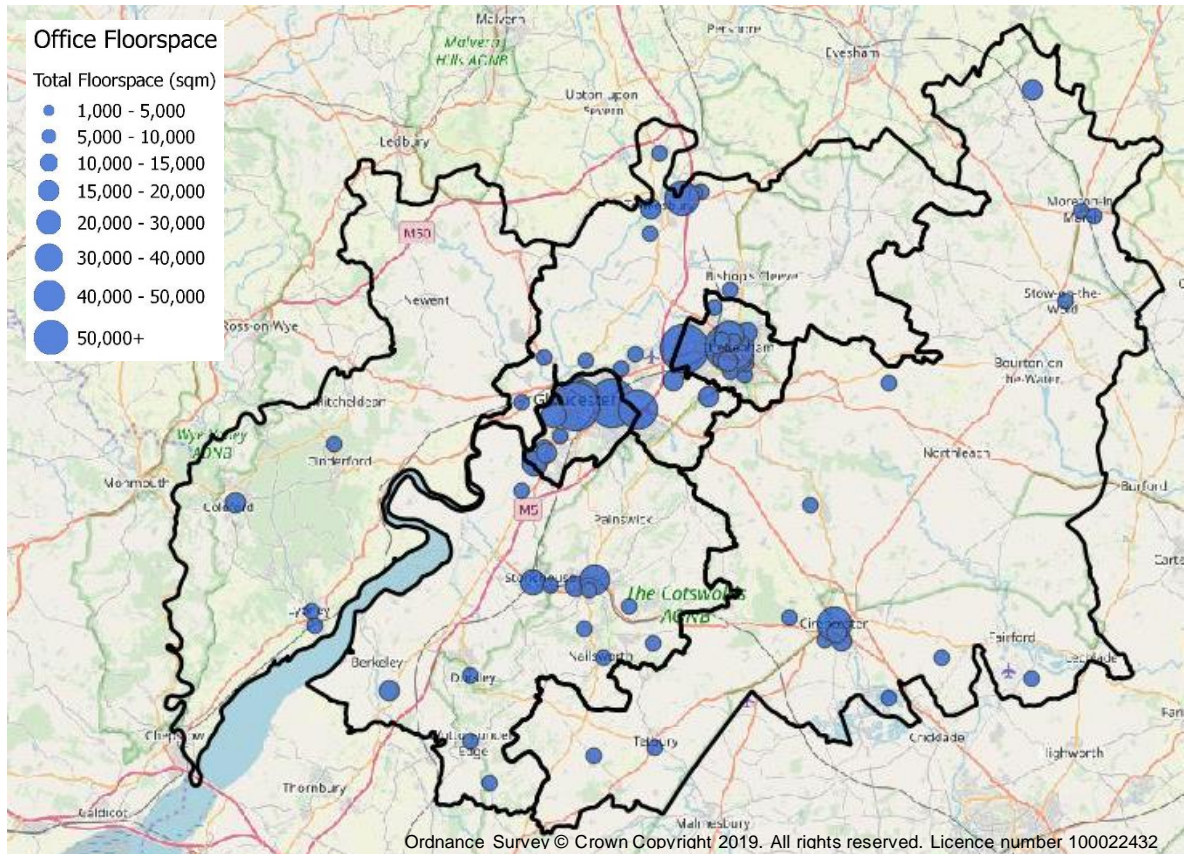 Office Floorspace
Total Floorspace (sqm)
1,000 - 5,000
5,000 - 10,000
10,000 - 15,000
15,000 - 20,000
20,000 - 30,000
30,000 - 40,000
40,000 - 50,000
50,000+
Malvern
Malvern
Hills AONB
Pershore
Evesham
Upton upon
Severn
Ledbury
M50
Moreton-in
Marsh
Bishop's Cleeve
Newent
Stow-on-the-
Wold
Ross-on-Wye
Bourton on
the-Water
Mitcheldean
Gloucester
Wye Valley
AONB
Cinderford
Northleach
Monmouth
Burford
Coleford
M5
Painswick
Carte
Stonehouse
The Cotswolds
AONB
Lydney
Cirencester
Fairford
Lechlade
Berkeley
Nailsworth
Dursley
Chepstow
Edge
Tetbury
Cricklade
Highworth
Thornbury
Caldicot
Malmesbury
Ordnance Survey © Crown Copyright 2019. All rights reserved. Licence number 100022432